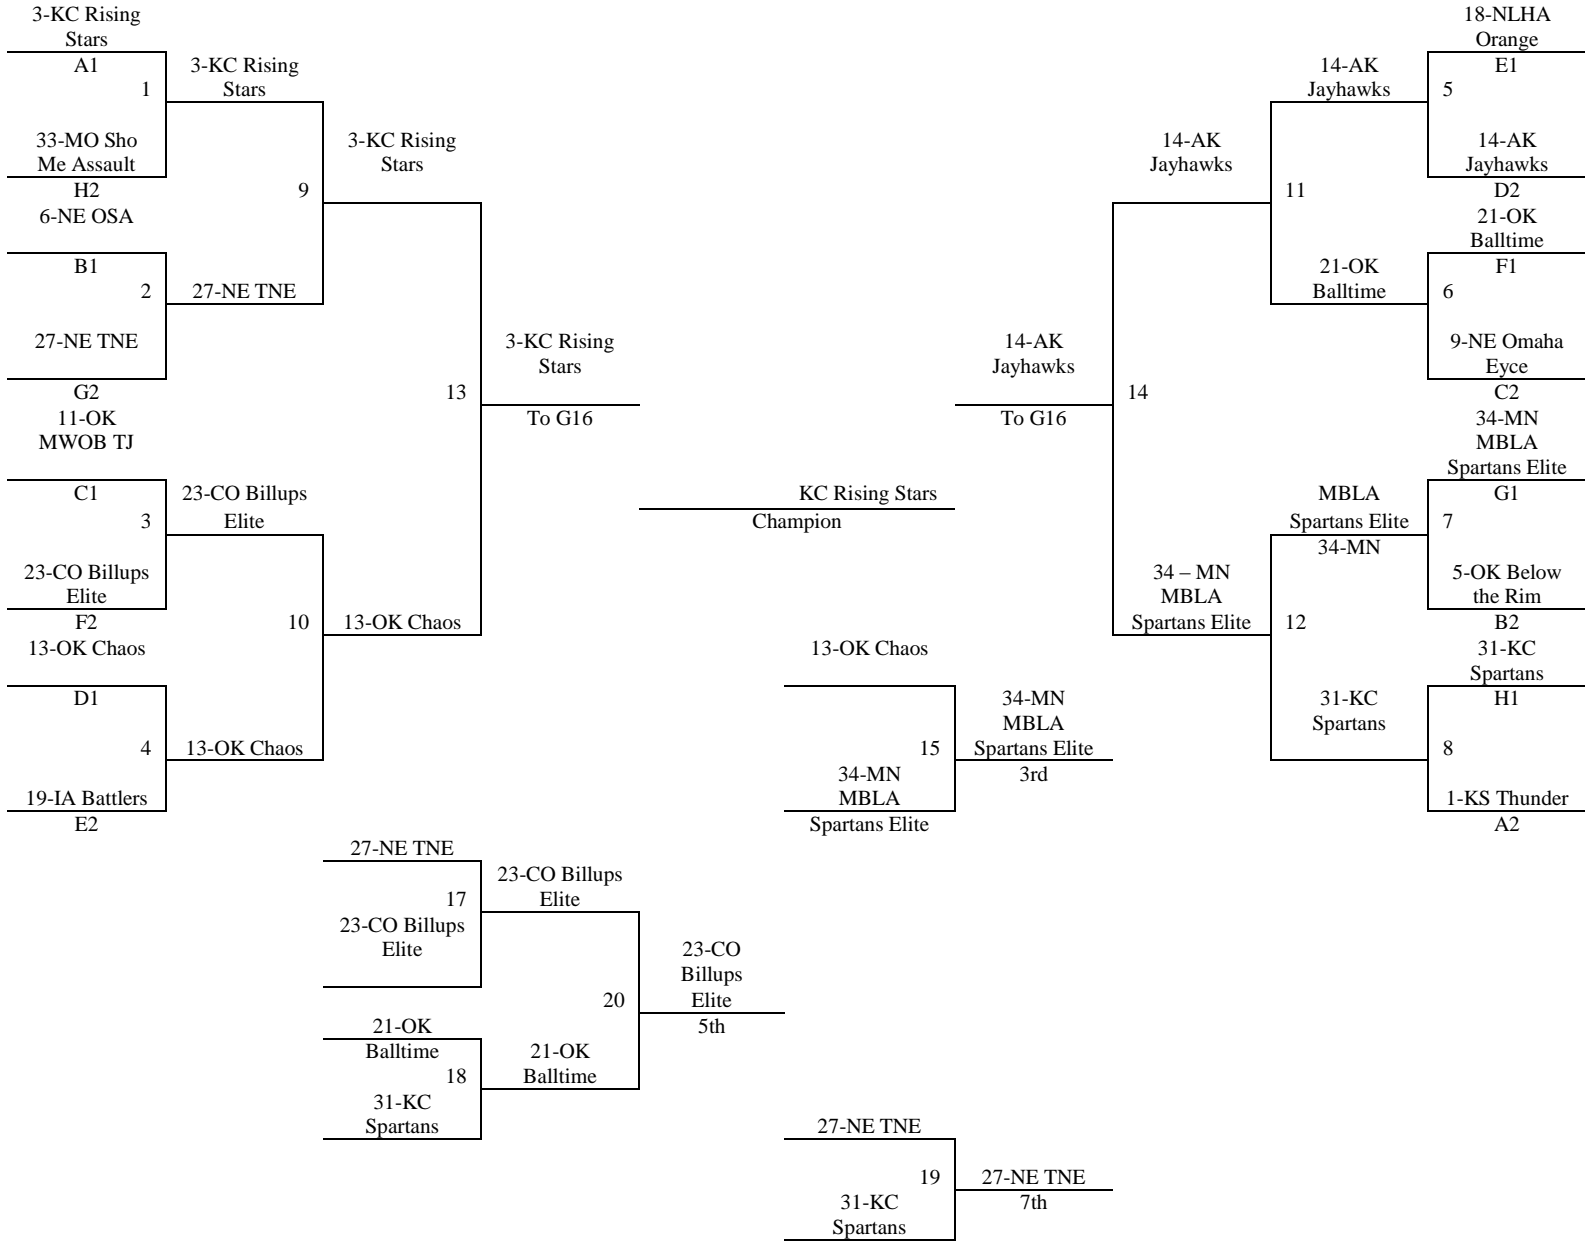 3-KC Rising
Stars
A1
1
33-MO Sho
Me Assault
H2
6-NE OSA
B1
2
27-NE TNE
G2
11-OK
MWOB TJ
C1
3
23-CO Billups
Elite
F2
13-OK Chaos
D1
4
19-IA Battlers
E2
3-KC Rising
Stars
9
27-NE TNE
23-CO Billups
Elite
10
13-OK Chaos
3-KC Rising
Stars
13
13-OK Chaos
3-KC Rising
Stars
To G16
KC Rising Stars
Champion
14-AK
Jayhawks
To G16
14-AK
Jayhawks
14
34 – MN
MBLA
Spartans Elite
14-AK
Jayhawks
11
21-OK
Balltime
MBLA
Spartans Elite
34-MN
12
31-KC
Spartans
18-NLHA
Orange
E1
5
14-AK
Jayhawks
D2
21-OK
Balltime
F1
6
9-NE Omaha
Eyce
C2
34-MN
MBLA
Spartans Elite
G1
7
5-OK Below
the Rim
B2
31-KC
Spartans
H1
8
1-KS Thunder
A2
13-OK Chaos
15
34-MN
MBLA
Spartans Elite
34-MN
MBLA
Spartans Elite
3rd
27-NE TNE
17
23-CO Billups
Elite
23-CO Billups
Elite
20
21-OK
Balltime
18
31-KC
Spartans
21-OK
Balltime
23-CO
Billups
Elite
5th
27-NE TNE
19
31-KC
Spartans
27-NE TNE
7th